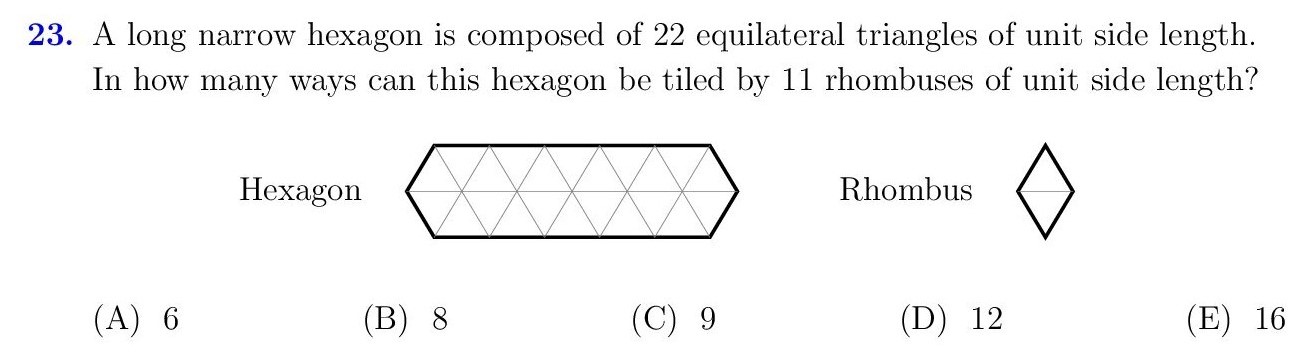 23. A long narrow hexagon is composed of 22 equilateral triangles of unit side length.
In how many ways can this hexagon be tiled by 11 rhombuses of unit side length?
Hexagon Rhombus
(A) 6 (B) 8 (C) 9 (D) 12 (E) 16